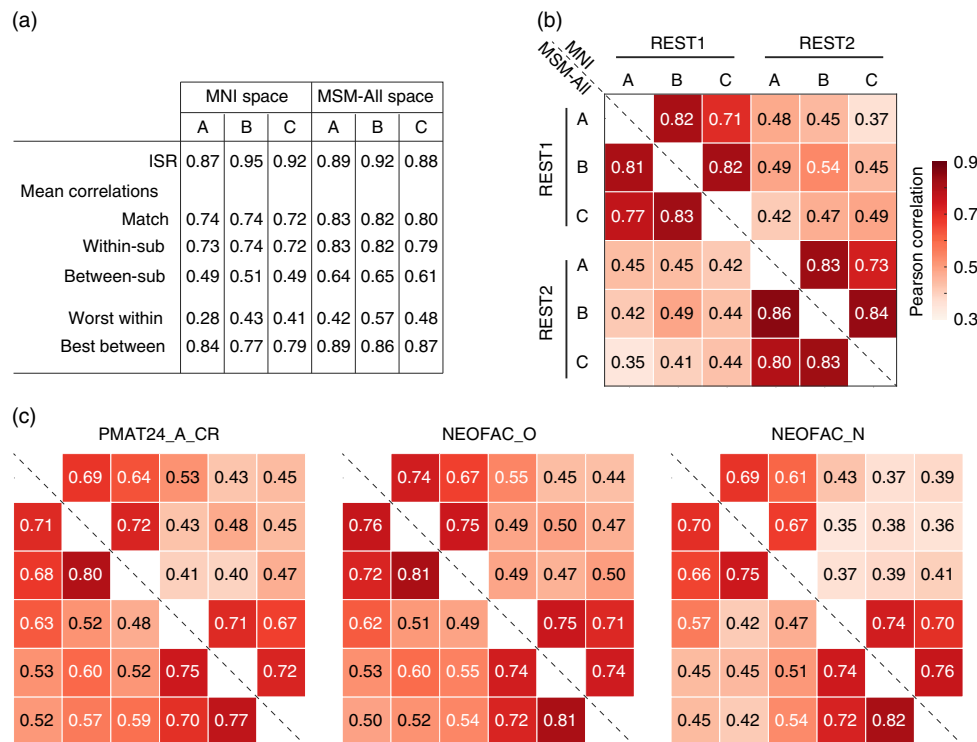 (a)
MNI space MSM-All space
A B C A B C
ISR 0.87 0.95 0.92 0.89 0.92 0.88
Mean correlations
Match 0.74 0.74 0.72 0.83 0.82 0.80
Within-sub 0.73 0.74 0.72 0.83 0.82 0.79
Between-sub 0.49 0.51 0.49 0.64 0.65 0.61
Worst within 0.28 0.43 0.41 0.42 0.57 0.48
Best between 0.84 0.77 0.79 0.89 0.86 0.87
(b)
MNI
MSM-All
REST1 REST2
A B C A B C
REST1
A 0.82 0.71 0.48 0.45 0.37
B 0.81 0.82 0.49 0.54 0.45
C 0.77 0.83 0.42 0.47 0.49
REST2
A 0.45 0.45 0.42 0.83 0.73
B 0.42 0.49 0.44 0.86 0.84
C 0.35 0.41 0.44 0.80 0.83
Pearson correlation
0.9
0.7
0.5
0.3
(c)
PMAT24_A_CR
0.69 0.64 0.53 0.43 0.45
0.71 0.72 0.43 0.48 0.45
0.68 0.80 0.41 0.40 0.47
0.63 0.52 0.48 0.71 0.67
0.53 0.60 0.52 0.75 0.72
0.52 0.57 0.59 0.70 0.77
NEOFAC_O
0.74 0.67 0.55 0.45 0.44
0.76 0.75 0.49 0.50 0.47
0.72 0.81 0.49 0.47 0.50
0.62 0.51 0.49 0.75 0.71
0.53 0.60 0.55 0.74 0.74
0.50 0.52 0.54 0.72 0.81
NEOFAC_N
0.69 0.61 0.43 0.37 0.39
0.70 0.67 0.35 0.38 0.36
0.66 0.75 0.37 0.39 0.41
0.57 0.42 0.47 0.74 0.70
0.45 0.45 0.51 0.74 0.76
0.45 0.42 0.54 0.72 0.82